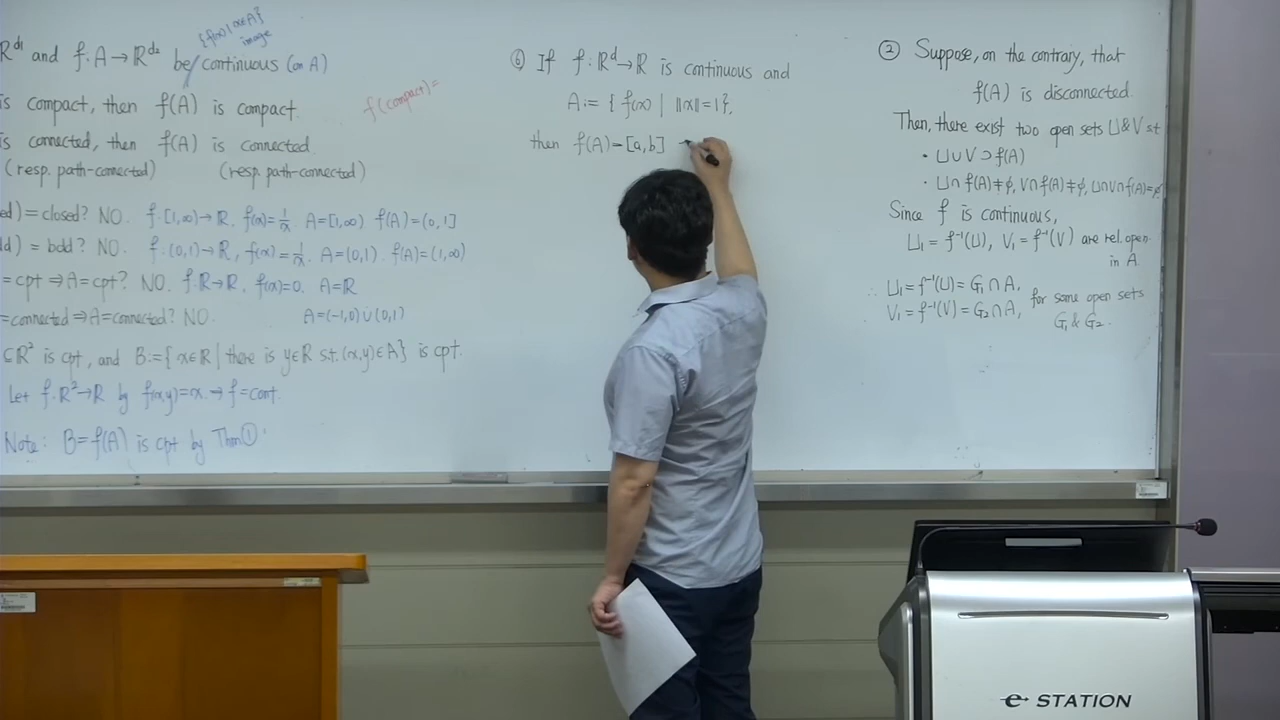 {f(x)|x∈A}
image
R^d1 and f: A→R^d2 be continuous (on A)
is compact, then f(A) is compact.
f(compact)=
is connected, then f(A) is connected.
(resp. path-connected) (resp. path-connected)
ed) = closed? NO. f: [1,∞)→R, f(x)=1/x A=[1,∞) f(A)=(0,1]
dd) = bdd? NO. f: (0,1)→R, f(x)=1/x. A=(0,1). f(A)=(1,∞)
=cpt ⇒ A=cpt? NO. f: R→R, f(x)=0. A=R
=connected ⇒ A=connected? NO. A=(-1,0)∪(0,1)
⊆R² is cpt, and B:={x∈R | there is y∈R s.t. (x,y)∈A} is cpt.
Let f: R²→R by f(x,y)=x ⇒ f=cont
Note: B=f(A) is cpt by Thm①.
⑥ If f: R^d→R is continuous and
A:= { f(x) | ||x||=1 },
then f(A)=[a,b]
② Suppose, on the contrary, that
f(A) is disconnected.
Then, there exist two open sets U & V s.t
• U∪V⊃f(A)
• U∩f(A)≠∅, V∩f(A)≠∅, U∩V∩f(A)=∅
Since f is continuous,
U₁=f⁻¹(U), V₁=f⁻¹(V) are rel. open
in A
∴ U₁=f⁻¹(U)=G₁∩A,
V₁=f⁻¹(V)=G₂∩A,
for some open sets
G₁ & G₂.
e STATION